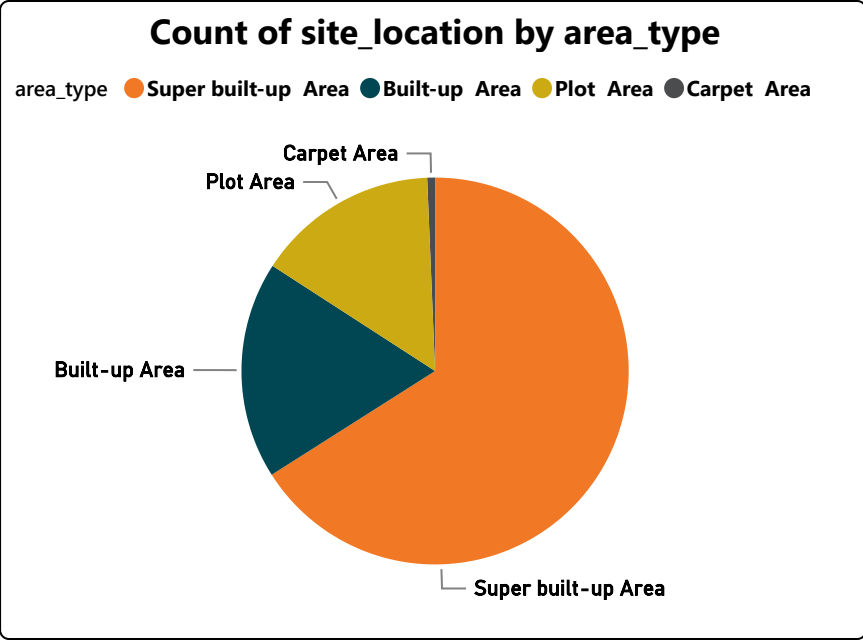 Count of site_location by area_type
area_type Super built-up Area Built-up Area Plot Area Carpet Area
Carpet Area
Plot Area
Built-up Area
Super built-up Area